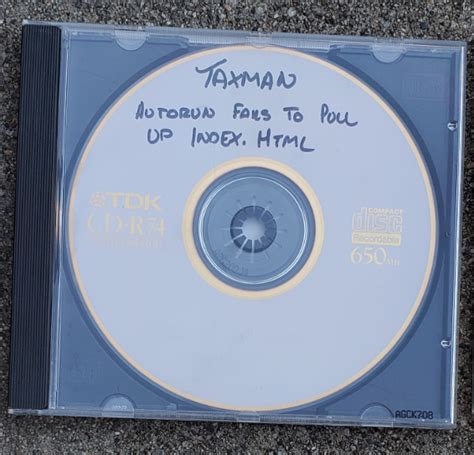 TAXMAN
AUTORUN FAILS TO PULL
UP INDEX.HTML
TDK
CD-R74
COMPACT
disc
Recordable
650MB
AGCK208